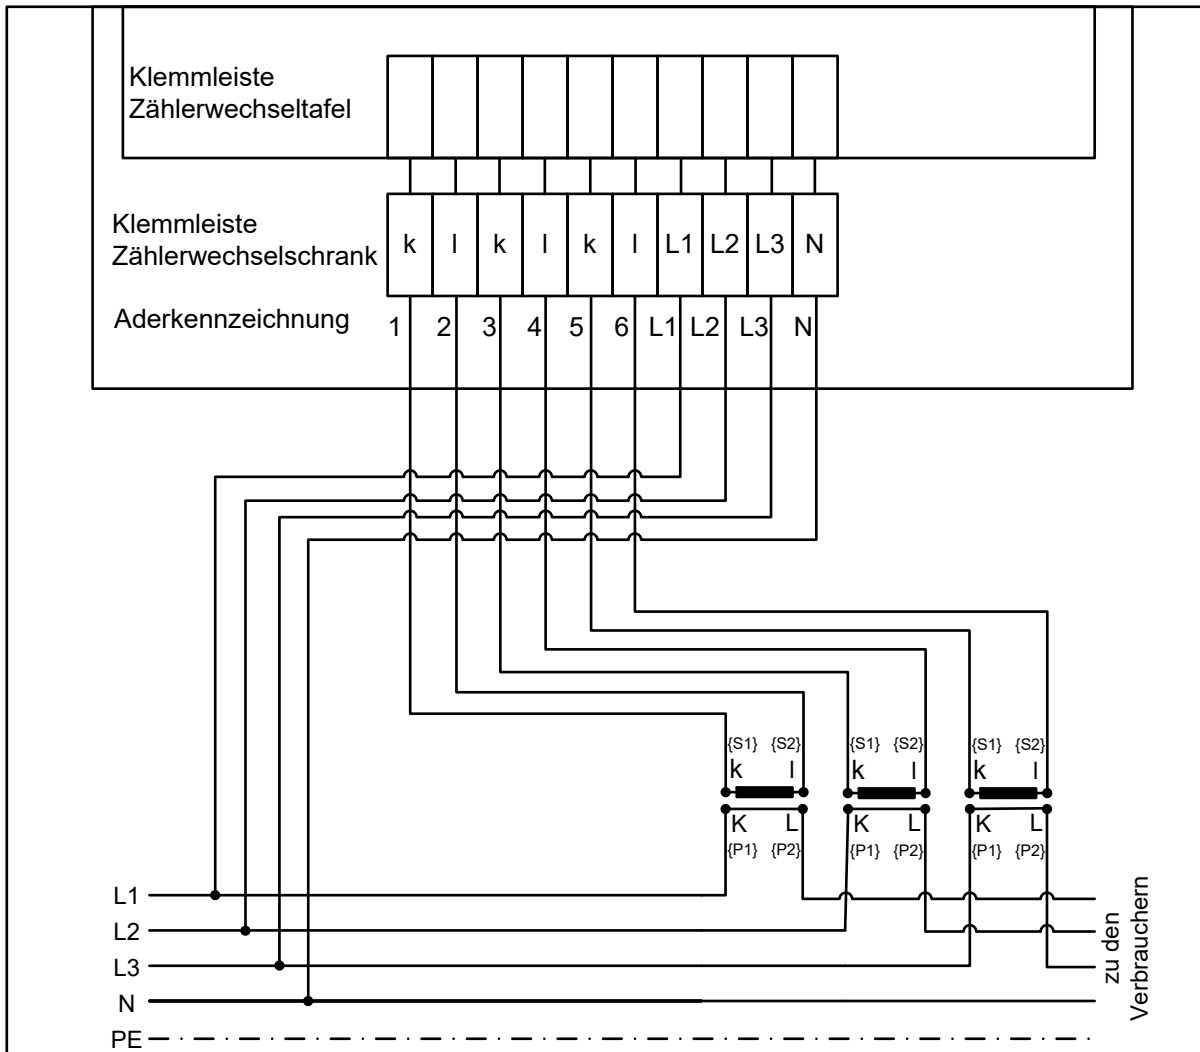 Klemmleiste
Zählerwechseltafel
Klemmleiste
Zählerwechselschrank
k l k l k l L1 L2 L3 N
Aderkennzeichnung
1 2 3 4 5 6 L1 L2 L3 N
{S1} {S2} {S1} {S2} {S1} {S2}
k l k l k l
K L K L K L
{P1} {P2} {P1} {P2} {P1} {P2}
L1
L2
L3
N
PE
zu den
Verbrauchern